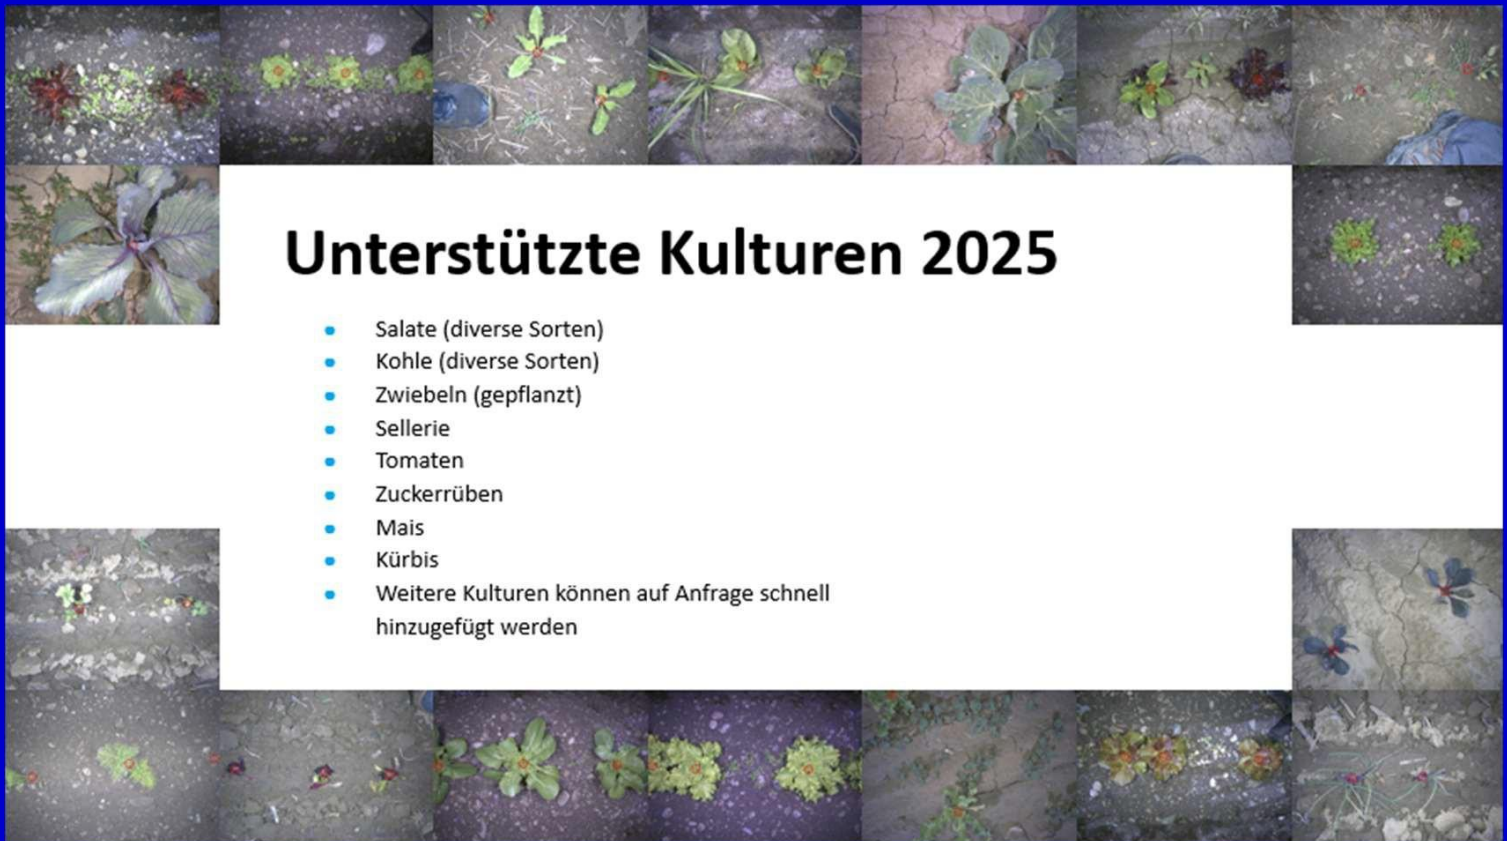 Unterstützte Kulturen 2025
• Salate (diverse Sorten)
• Kohle (diverse Sorten)
• Zwiebeln (gepflanzt)
• Sellerie
• Tomaten
• Zuckerrüben
• Mais
• Kürbis
• Weitere Kulturen können auf Anfrage schnell
hinzugefügt werden